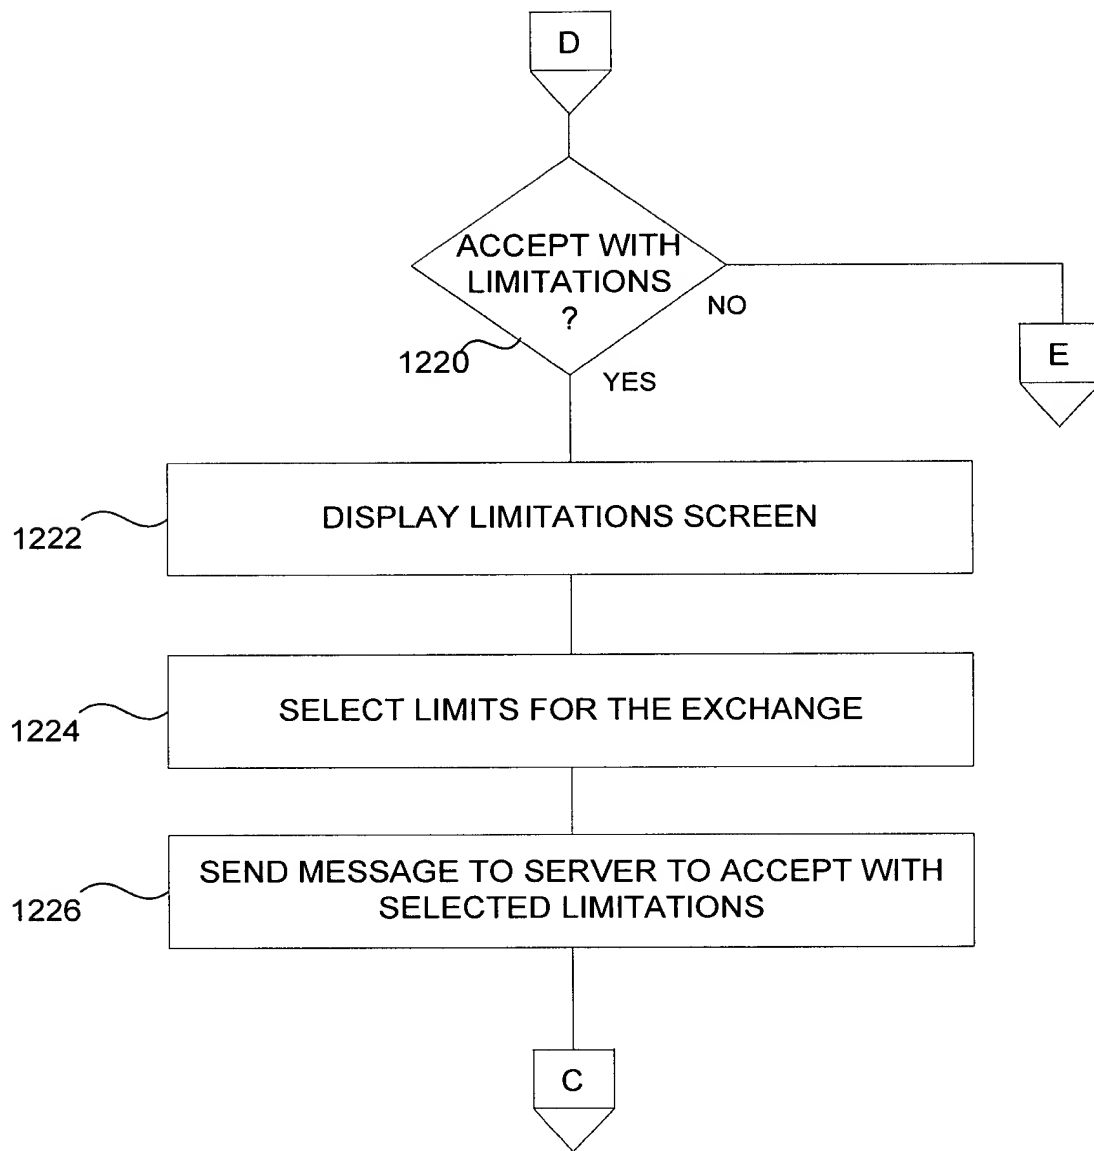 D
ACCEPT WITH
LIMITATIONS
?
NO
1220
E
YES
DISPLAY LIMITATIONS SCREEN
1222
SELECT LIMITS FOR THE EXCHANGE
1224
SEND MESSAGE TO SERVER TO ACCEPT WITH
SELECTED LIMITATIONS
1226
C